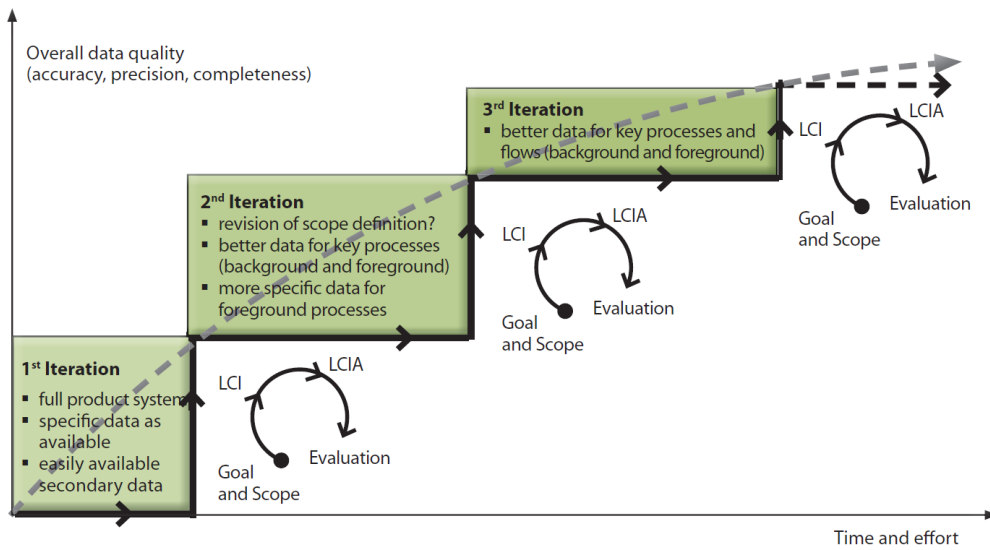 Overall data quality
(accuracy, precision, completeness)
3rd Iteration
▪ better data for key processes and
flows (background and foreground)
LCI
LCIA
Goal
and Scope
Evaluation
2nd Iteration
▪ revision of scope definition?
▪ better data for key processes
(background and foreground)
▪ more specific data for
foreground processes
LCI
LCIA
Goal
and Scope
Evaluation
1st Iteration
▪ full product system
▪ specific data as
available
▪ easily available
secondary data
LCI
LCIA
Goal
and Scope
Evaluation
Time and effort